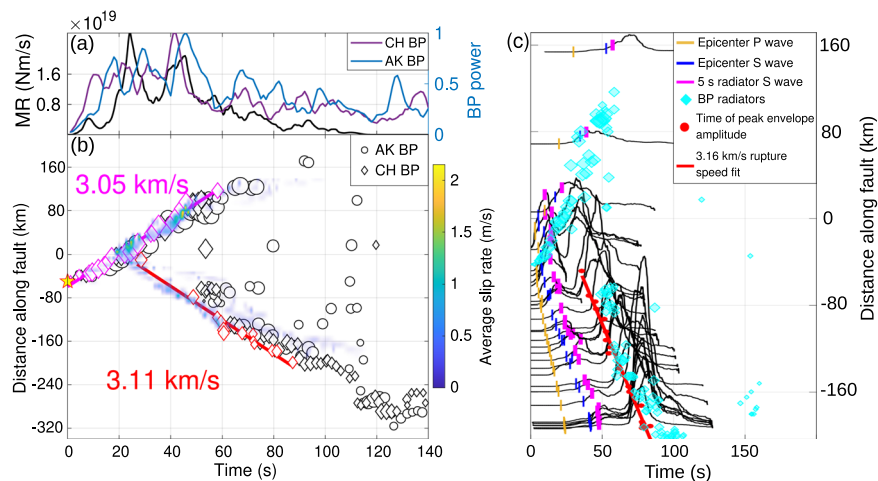 ×10^19
(a)
CH BP
AK BP
MR (Nm/s)
1.6
0.8
1
0.5
0
BP power
(b)
AK BP
CH BP
3.05 km/s
3.11 km/s
Distance along fault (km)
160
80
0
-80
-160
-240
-320
0
20
40
60
80
100
120
140
Time (s)
2
1.5
1
0.5
0
Average slip rate (m/s)
(c)
Epicenter P wave
Epicenter S wave
5 s radiator S wave
BP radiators
Time of peak envelope
amplitude
3.16 km/s rupture
speed fit
160
80
0
-80
-160
Distance along fault (km)
0
50
100
150
Time (s)